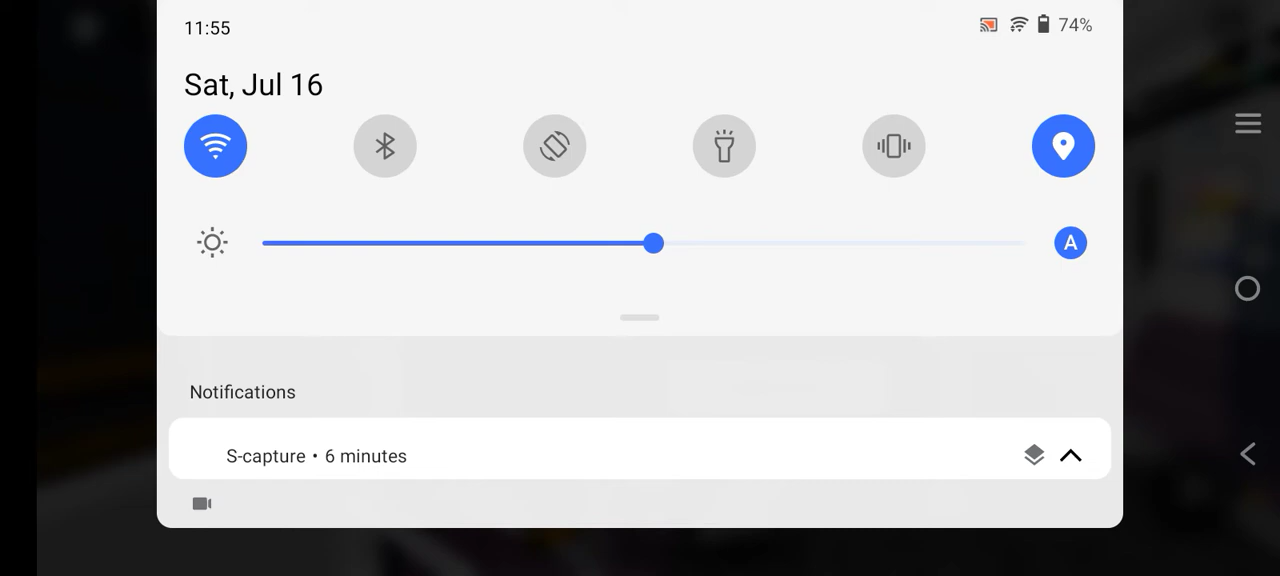 11:55
74%
Sat, Jul 16
A
Notifications
S-capture • 6 minutes